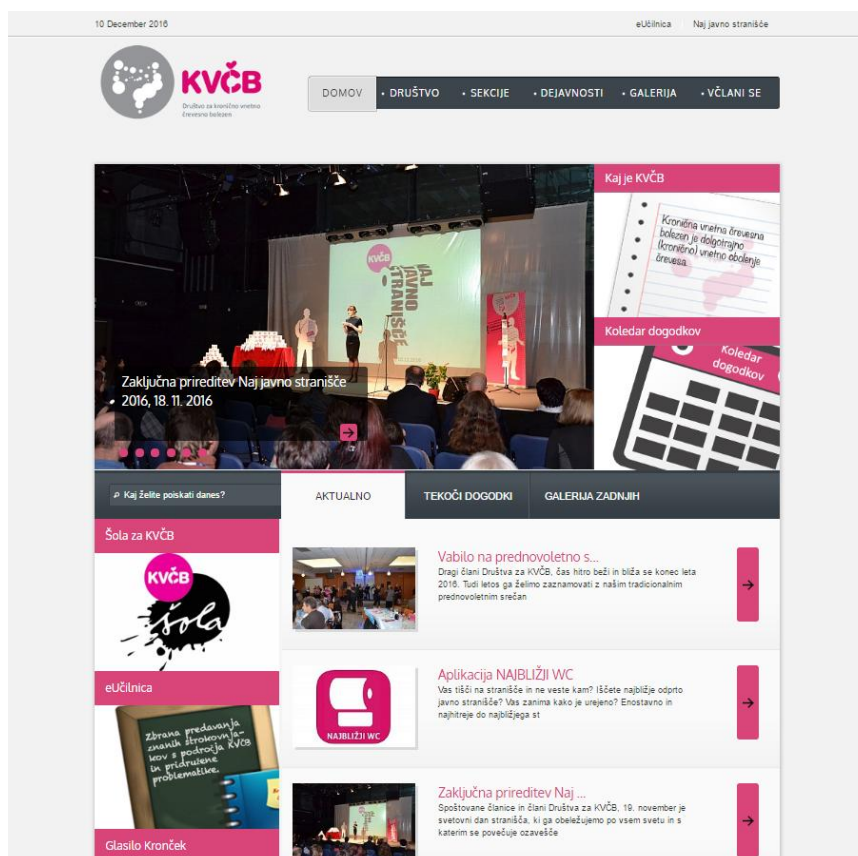 10 December 2016
eUčilnica
Naj javno stranišče
KVČB
Društvo za kronično vnetno
črevesno bolezen
DOMOV
• DRUŠTVO
• SEKCIJE
• DEJAVNOSTI
• GALERIJA
• VČLANI SE
KVČB
NAJ
JAVNO
STRANIŠČE
Zaključna prireditev Naj javno stranišče
2016, 18. 11. 2016
Kaj je KVČB
Kronična vnetna črevesna
bolezen je dolgotrajno
(kronično) vnetno obolenje
črevesa.
Koledar dogodkov
Koledar
dogodkov
Kaj želite poiskati danes?
AKTUALNO
TEKOČI DOGODKI
GALERIJA ZADNJIH
Šola za KVČB
KVČB
šola
eUčilnica
Zbrana predavanja
znanih strokovnja-
kov s področja KVČB
in pridružene
problematike.
Glasilo Kronček
Vabilo na prednovoletno s...
Dragi člani Društva za KVČB, čas hitro beži in bliža se konec leta
2016. Tudi letos ga želimo zaznamovati z našim tradicionalnim
prednovoletnim srečan
NAJBLIŽJI WC
Aplikacija NAJBLIŽJI WC
Vas tišči na stranišče in ne veste kam? Iščete najbližje odprto
javno stranišče? Vas zanima kako je urejeno? Enostavno in
najhitreje do najbližjega st
Zaključna prireditev Naj ...
Spoštovane članice in člani Društva za KVČB, 19. november je
svetovni dan stranišča, ki ga obeležujemo po vsem svetu in s
katerim se povečuje ozavešče